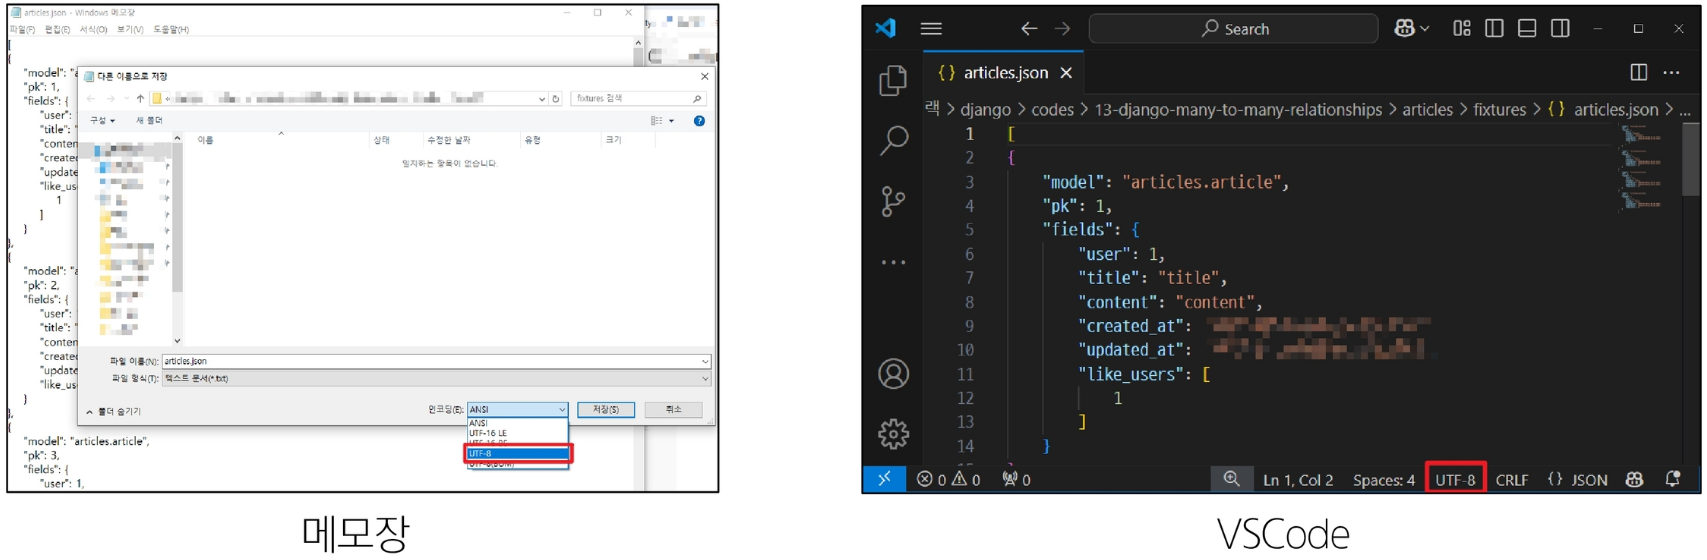 articles.json - Windows 메모장
파일(F) 편집(E) 서식(O) 보기(V) 도움말(H)
[
{
"model": "a
"pk": 1,
"fields": {
"user":
"title": "
"conten
"created
"update
"like_us
1
]
}
},
{
"model": "a
"pk": 2,
"fields": {
"user":
"title": "
"conten
"create
"update
"like_us
}
},
{
"model": "articles.article",
"pk": 3,
"fields": {
"user": 1,
다른 이름으로 저장
fixtures 검색
구성 새 폴더
이름 상태 수정한 날짜 유형 크기
일치하는 항목이 없습니다.
파일 이름(N): articles.json
파일 형식(T): 텍스트 문서(*.txt)
폴더 숨기기 인코딩(E): ANSI 저장(S) 취소
ANSI
UTF-16 LE
UTF-16 BE
UTF-8
UTF-8(BOM)
메모장
Search
{} articles.json
랙 > django > codes > 13-django-many-to-many-relationships > articles > fixtures > {} articles.json > ...
1 [
2 {
3 "model": "articles.article",
4 "pk": 1,
5 "fields": {
6 "user": 1,
7 "title": "title",
8 "content": "content",
9 "created_at":
10 "updated_at":
11 "like_users": [
12 1
13 ]
14 }
0 0 0 Ln 1, Col 2 Spaces: 4 UTF-8 CRLF {} JSON
VSCode